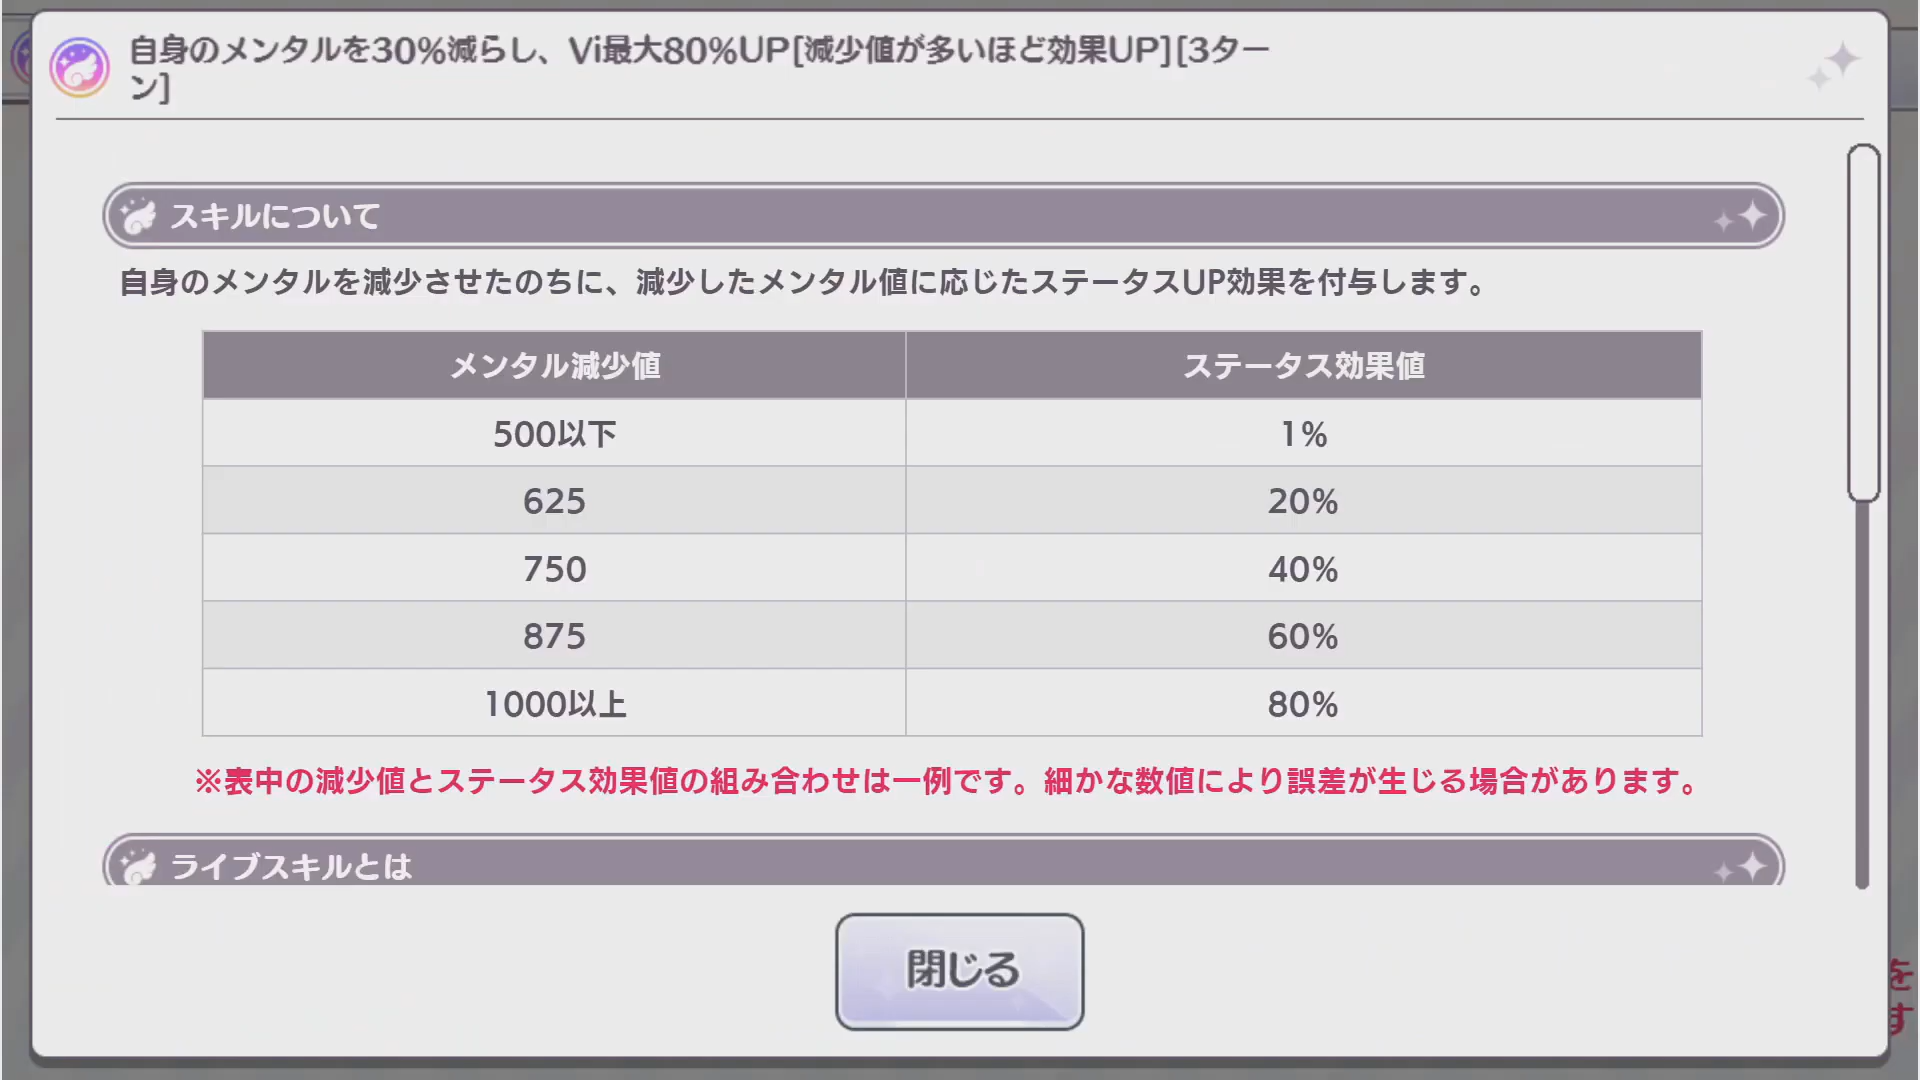 自身のメンタルを30%減らし、Vi最大80%UP[減少値が多いほど効果UP][3ター
ン]
スキルについて
自身のメンタルを減少させたのちに、減少したメンタル値に応じたステータスUP効果を付与します。
メンタル減少値 ステータス効果値
500以下 1%
625 20%
750 40%
875 60%
1000以上 80%
※表中の減少値とステータス効果値の組み合わせは一例です。細かな数値により誤差が生じる場合があります。
ライブスキルとは
閉じる
を
す